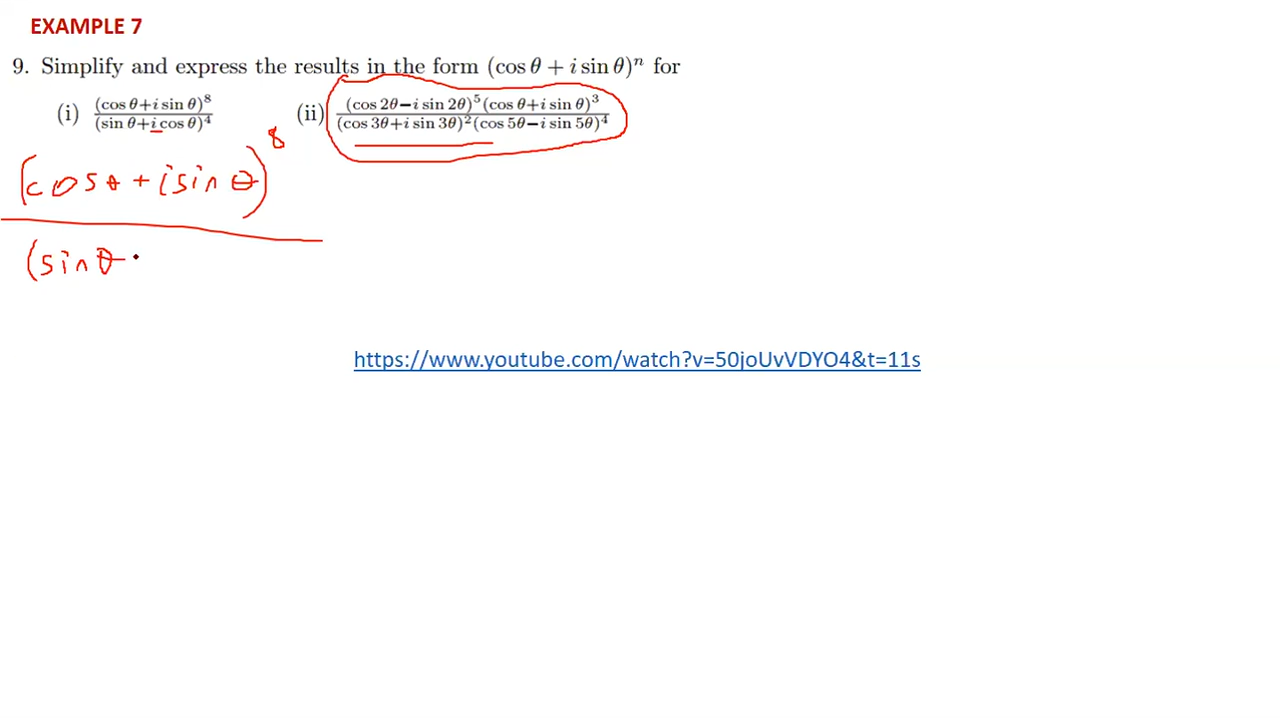 EXAMPLE 7
9. Simplify and express the results in the form (cos θ + i sin θ)ⁿ for
(i) (cos θ+i sin θ)⁸ / (sin θ+i cos θ)⁴ (ii) (cos 2θ−i sin 2θ)⁵(cos θ+i sin θ)³ / (cos 3θ+i sin 3θ)²(cos 5θ−i sin 5θ)⁴
(cos θ + i sin θ)⁸
(sin θ
https://www.youtube.com/watch?v=50joUvVDYO4&t=11s